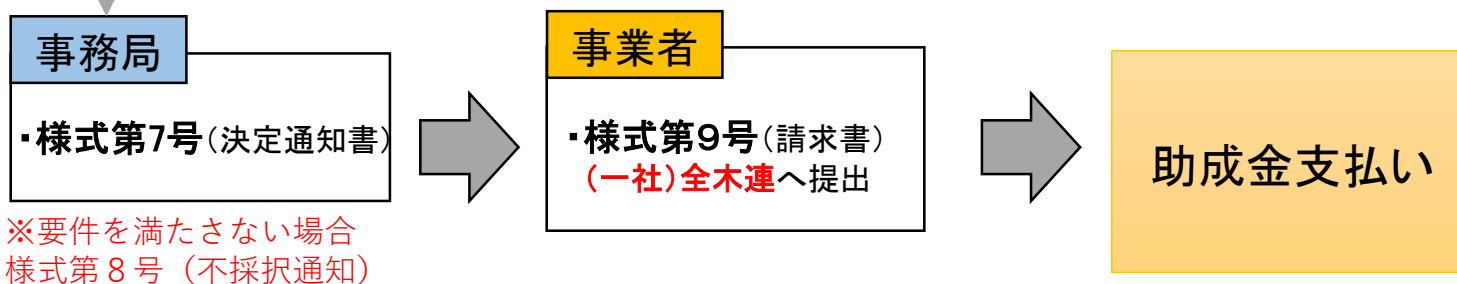 事務局
・様式第7号(決定通知書)
※要件を満たさない場合
様式第８号（不採択通知）
事業者
・様式第９号(請求書)
(一社)全木連へ提出
助成金支払い